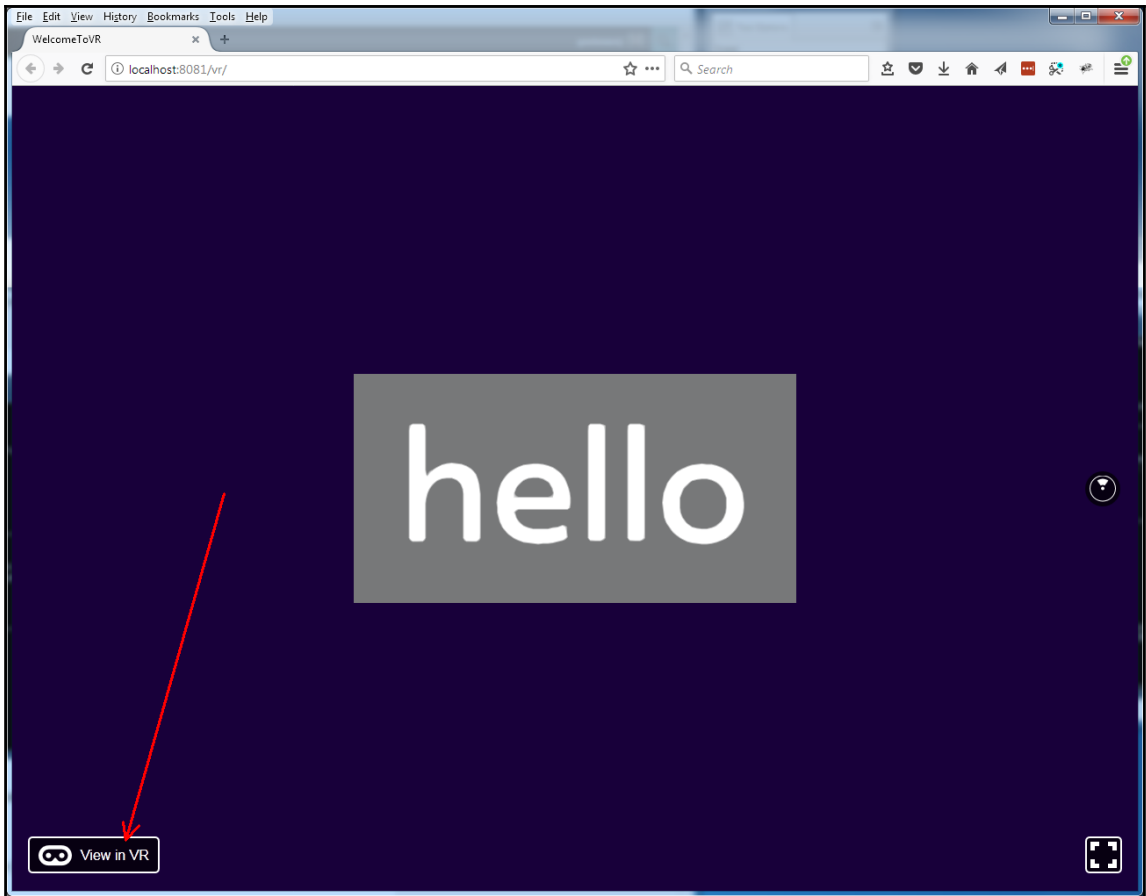 File Edit View History Bookmarks Tools Help
WelcomeToVR
localhost:8081/vr/
Search
hello
View in VR